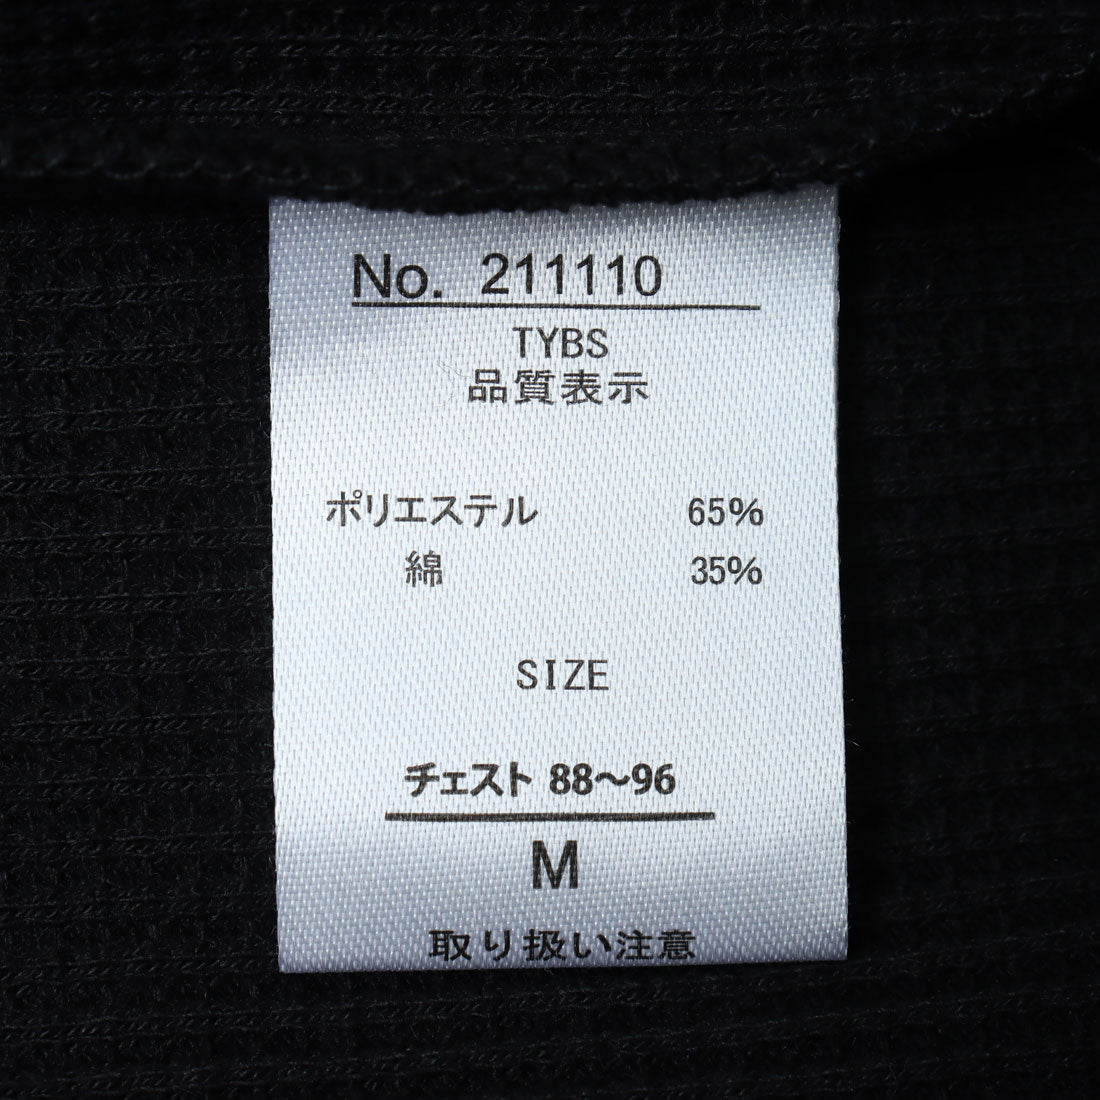 No. 211110
TYBS
品質表示
ポリエステル 65%
綿 35%
SIZE
チェスト 88～96
M
取り扱い注意